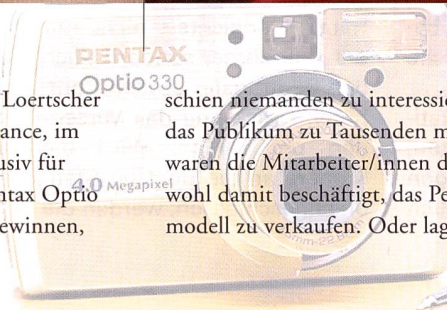 PENTAX
Optio 330
4.0 Megapixel
Loertscher
ance, im
usiv für
ntax Optio
ewinnen,
schien niemanden zu interessie
das Publikum zu Tausenden m
waren die Mitarbeiter/innen d
wohl damit beschäftigt, das Pe
modell zu verkaufen. Oder lag